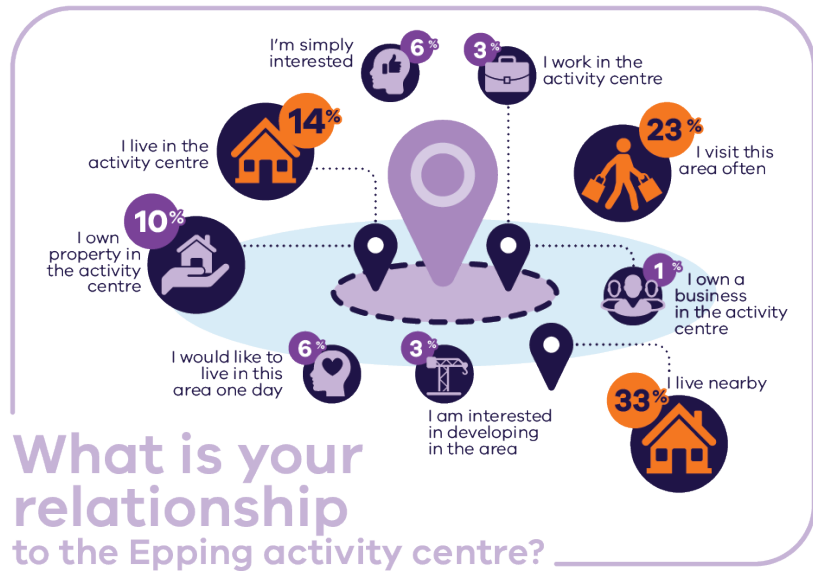 I'm simply
interested
6%
3%
I work in the
activity centre
14%
I live in the
activity centre
23%
I visit this
area often
10%
I own
property in
the activity
centre
1%
I own a
business
in the activity
centre
6%
I would like to
live in this
area one day
3%
I am interested
in developing
in the area
33%
I live nearby
What is your
relationship
to the Epping activity centre?